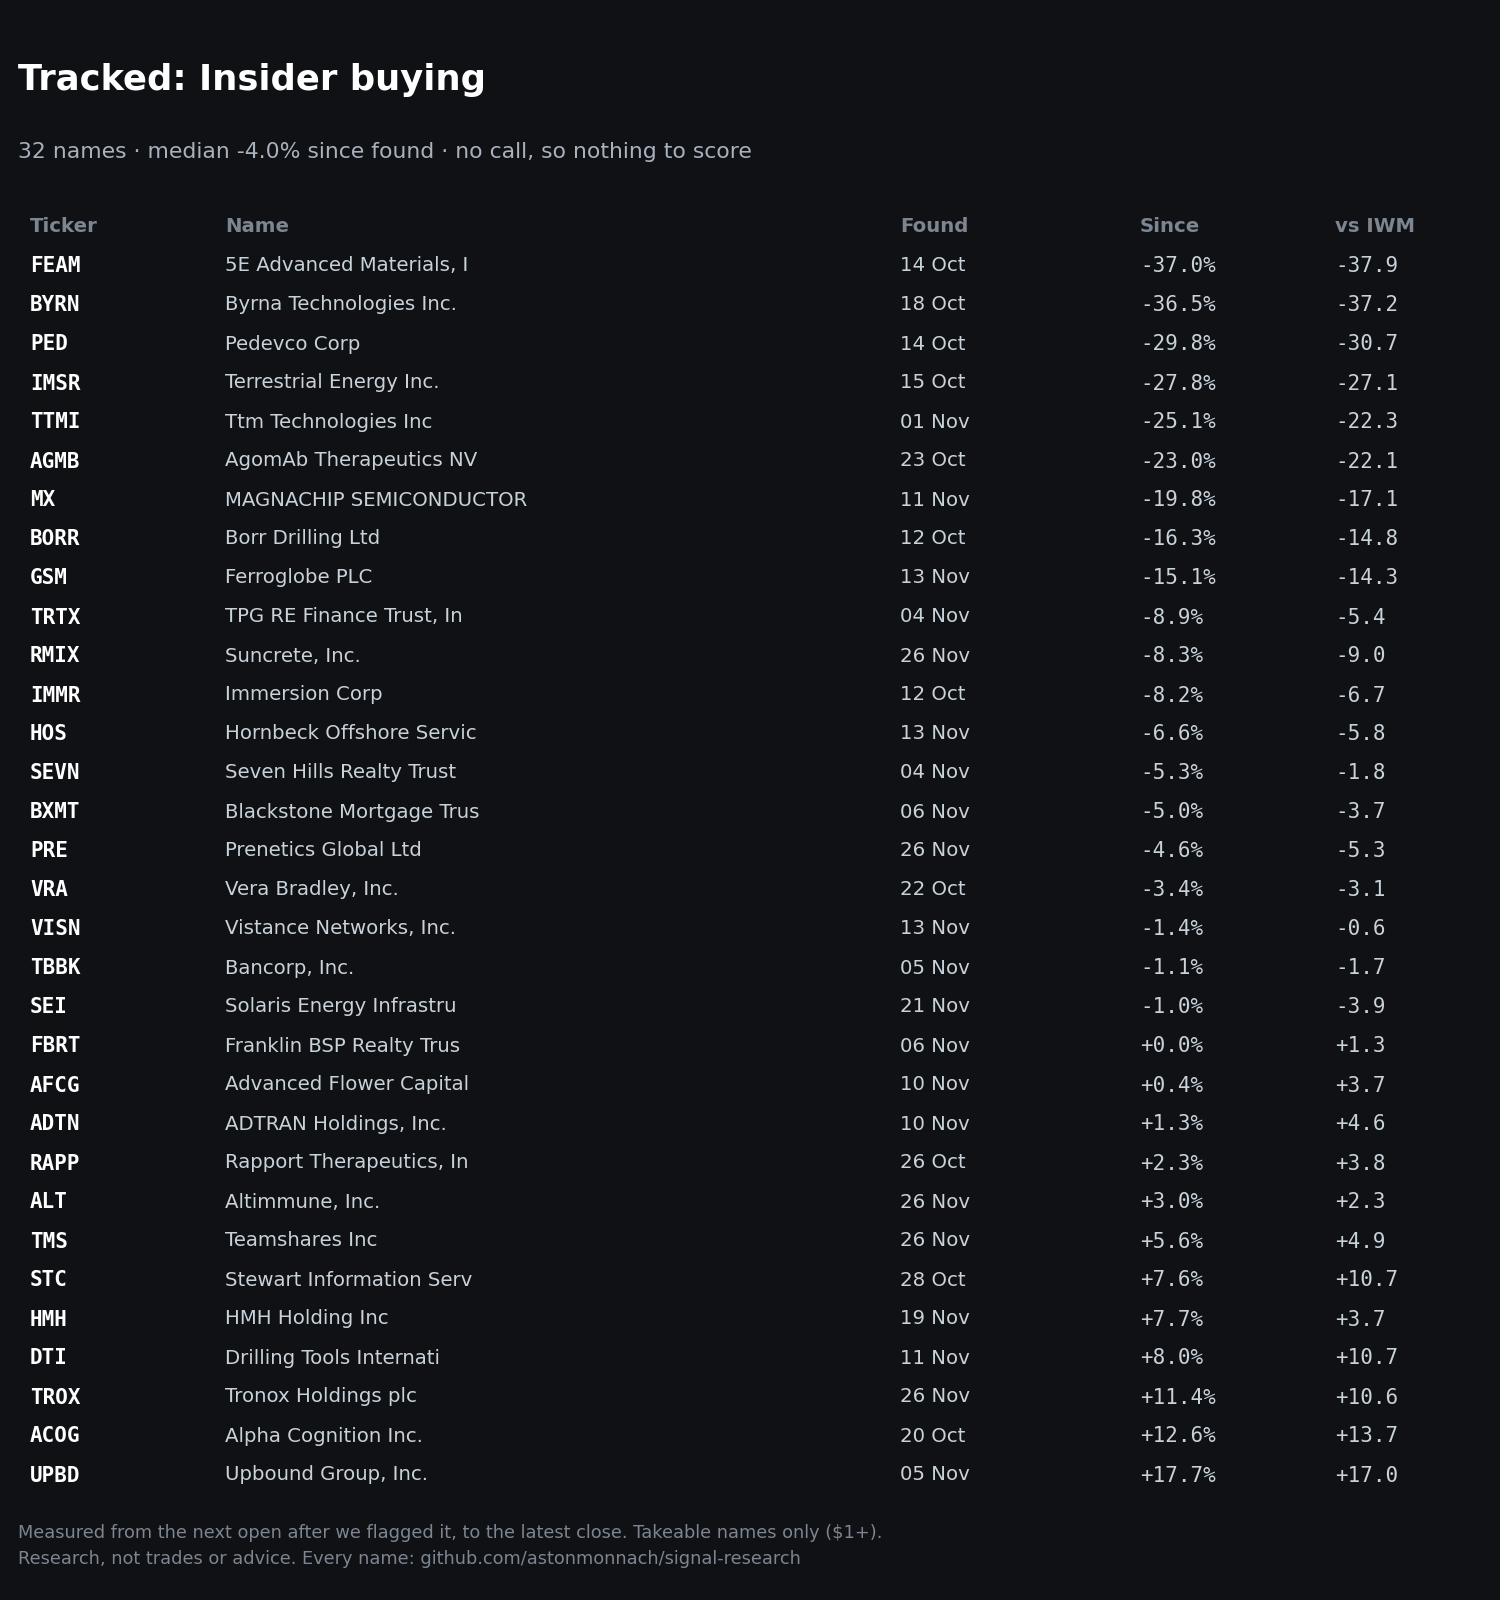 Tracked: Insider buying
32 names · median -4.0% since found · no call, so nothing to score
Ticker Name Found Since vs IWM
FEAM 5E Advanced Materials, I 14 Oct -37.0% -37.9
BYRN Byrna Technologies Inc. 18 Oct -36.5% -37.2
PED Pedevco Corp 14 Oct -29.8% -30.7
IMSR Terrestrial Energy Inc. 15 Oct -27.8% -27.1
TTMI Ttm Technologies Inc 01 Nov -25.1% -22.3
AGMB AgomAb Therapeutics NV 23 Oct -23.0% -22.1
MX MAGNACHIP SEMICONDUCTOR 11 Nov -19.8% -17.1
BORR Borr Drilling Ltd 12 Oct -16.3% -14.8
GSM Ferroglobe PLC 13 Nov -15.1% -14.3
TRTX TPG RE Finance Trust, In 04 Nov -8.9% -5.4
RMIX Suncrete, Inc. 26 Nov -8.3% -9.0
IMMR Immersion Corp 12 Oct -8.2% -6.7
HOS Hornbeck Offshore Servic 13 Nov -6.6% -5.8
SEVN Seven Hills Realty Trust 04 Nov -5.3% -1.8
BXMT Blackstone Mortgage Trus 06 Nov -5.0% -3.7
PRE Prenetics Global Ltd 26 Nov -4.6% -5.3
VRA Vera Bradley, Inc. 22 Oct -3.4% -3.1
VISN Vistance Networks, Inc. 13 Nov -1.4% -0.6
TBBK Bancorp, Inc. 05 Nov -1.1% -1.7
SEI Solaris Energy Infrastru 21 Nov -1.0% -3.9
FBRT Franklin BSP Realty Trus 06 Nov +0.0% +1.3
AFCG Advanced Flower Capital 10 Nov +0.4% +3.7
ADTN ADTRAN Holdings, Inc. 10 Nov +1.3% +4.6
RAPP Rapport Therapeutics, In 26 Oct +2.3% +3.8
ALT Altimmune, Inc. 26 Nov +3.0% +2.3
TMS Teamshares Inc 26 Nov +5.6% +4.9
STC Stewart Information Serv 28 Oct +7.6% +10.7
HMH HMH Holding Inc 19 Nov +7.7% +3.7
DTI Drilling Tools Internati 11 Nov +8.0% +10.7
TROX Tronox Holdings plc 26 Nov +11.4% +10.6
ACOG Alpha Cognition Inc. 20 Oct +12.6% +13.7
UPBD Upbound Group, Inc. 05 Nov +17.7% +17.0
Measured from the next open after we flagged it, to the latest close. Takeable names only ($1+).
Research, not trades or advice. Every name: github.com/astonmonnach/signal-research